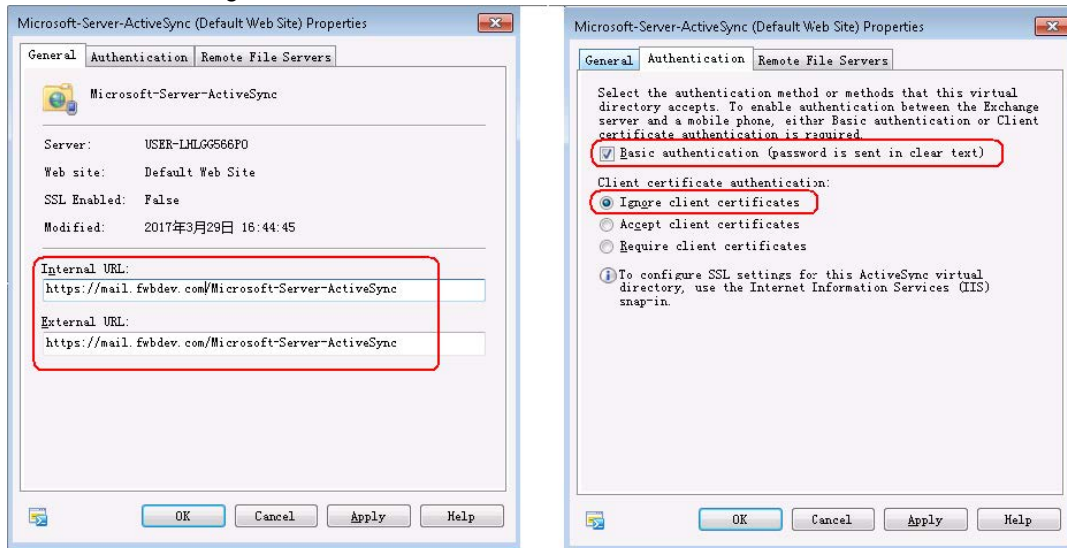 Microsoft-Server-ActiveSync (Default Web Site) Properties
General Authentication Remote File Servers
Microsoft-Server-ActiveSync
Server: USER-LHLGG566P0
Web site: Default Web Site
SSL Enabled: False
Modified: 2017年3月29日 16:44:45
Internal URL:
https://mail.fwbdev.com/Microsoft-Server-ActiveSync
External URL:
https://mail.fwbdev.com/Microsoft-Server-ActiveSync
OK Cancel Apply Help
Microsoft-Server-ActiveSync (Default Web Site) Properties
General Authentication Remote File Servers
Select the authentication method or methods that this virtual
directory accepts. To enable authentication between the Exchange
server and a mobile phone, either Basic authentication or Client
certificate authentication is required.
Basic authentication (password is sent in clear text)
Client certificate authentication:
Ignore client certificates
Accept client certificates
Require client certificates
To configure SSL settings for this ActiveSync virtual
directory, use the Internet Information Services (IIS)
snap-in.
OK Cancel Apply Help